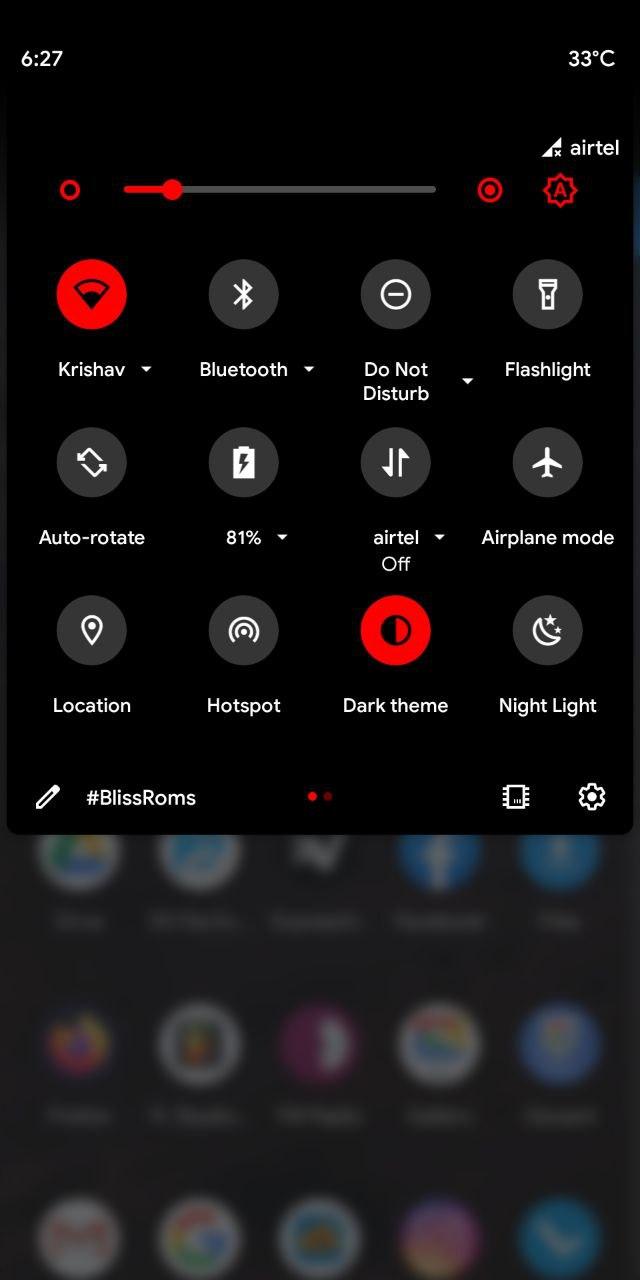 6:27 33°C
airtel
A
Krishav Bluetooth Do Not Disturb Flashlight
Auto-rotate 81% airtel Airplane mode
Off
Location Hotspot Dark theme Night Light
#BlissRoms